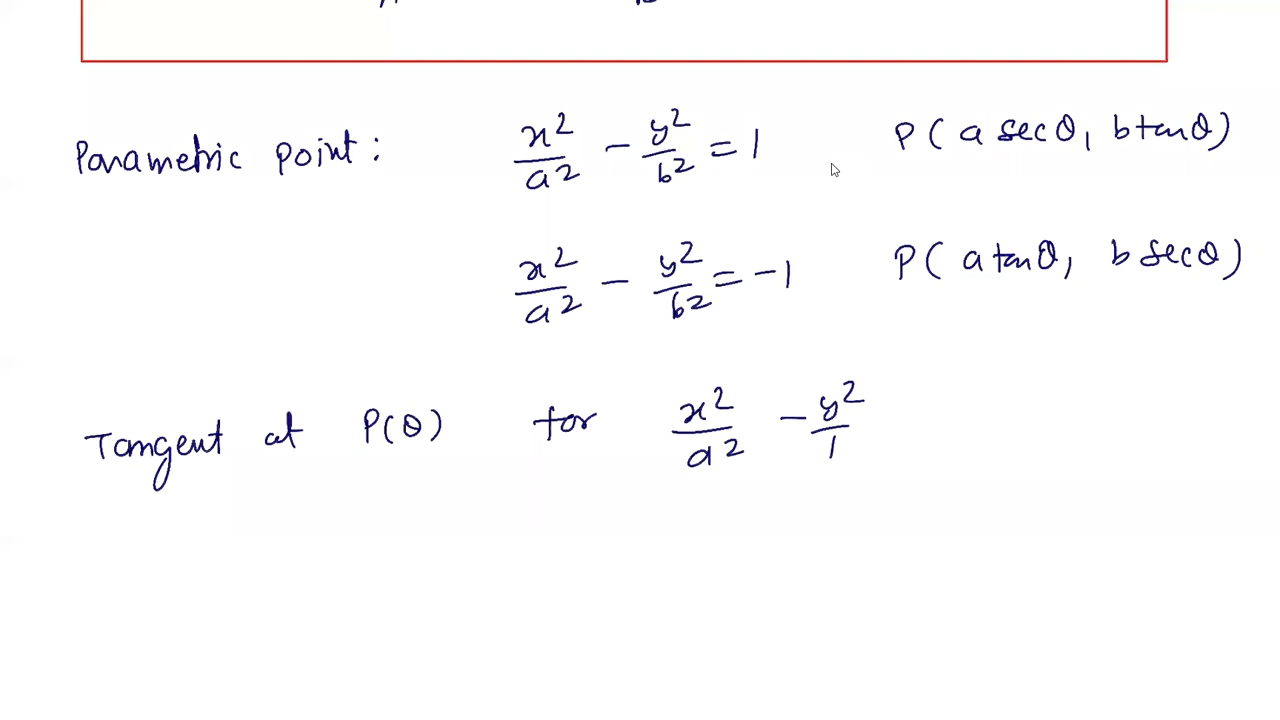 Parametric point: x²/a² - y²/b² = 1 P(a secθ, b tanθ)
x²/a² - y²/b² = -1 P(a tanθ, b secθ)
Tangent at P(θ) for x²/a² - y²/